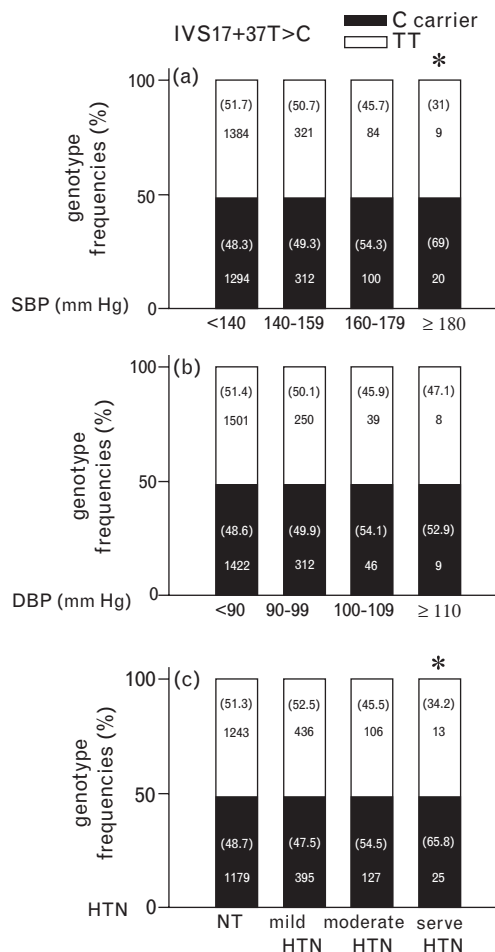 IVS17+37T>C
C carrier
TT
*
(a)
genotype
frequencies (%)
100
50
0
(51.7) (50.7) (45.7) (31)
1384 321 84 9
(48.3) (49.3) (54.3) (69)
1294 312 100 20
SBP (mm Hg)
<140 140-159 160-179 ≥ 180
(b)
genotype
frequencies (%)
100
50
0
(51.4) (50.1) (45.9) (47.1)
1501 250 39 8
(48.6) (49.9) (54.1) (52.9)
1422 312 46 9
DBP (mm Hg)
<90 90-99 100-109 ≥ 110
*
(c)
genotype
frequencies (%)
100
50
0
(51.3) (52.5) (45.5) (34.2)
1243 436 106 13
(48.7) (47.5) (54.5) (65.8)
1179 395 127 25
HTN
NT mild moderate serve
HTN HTN HTN